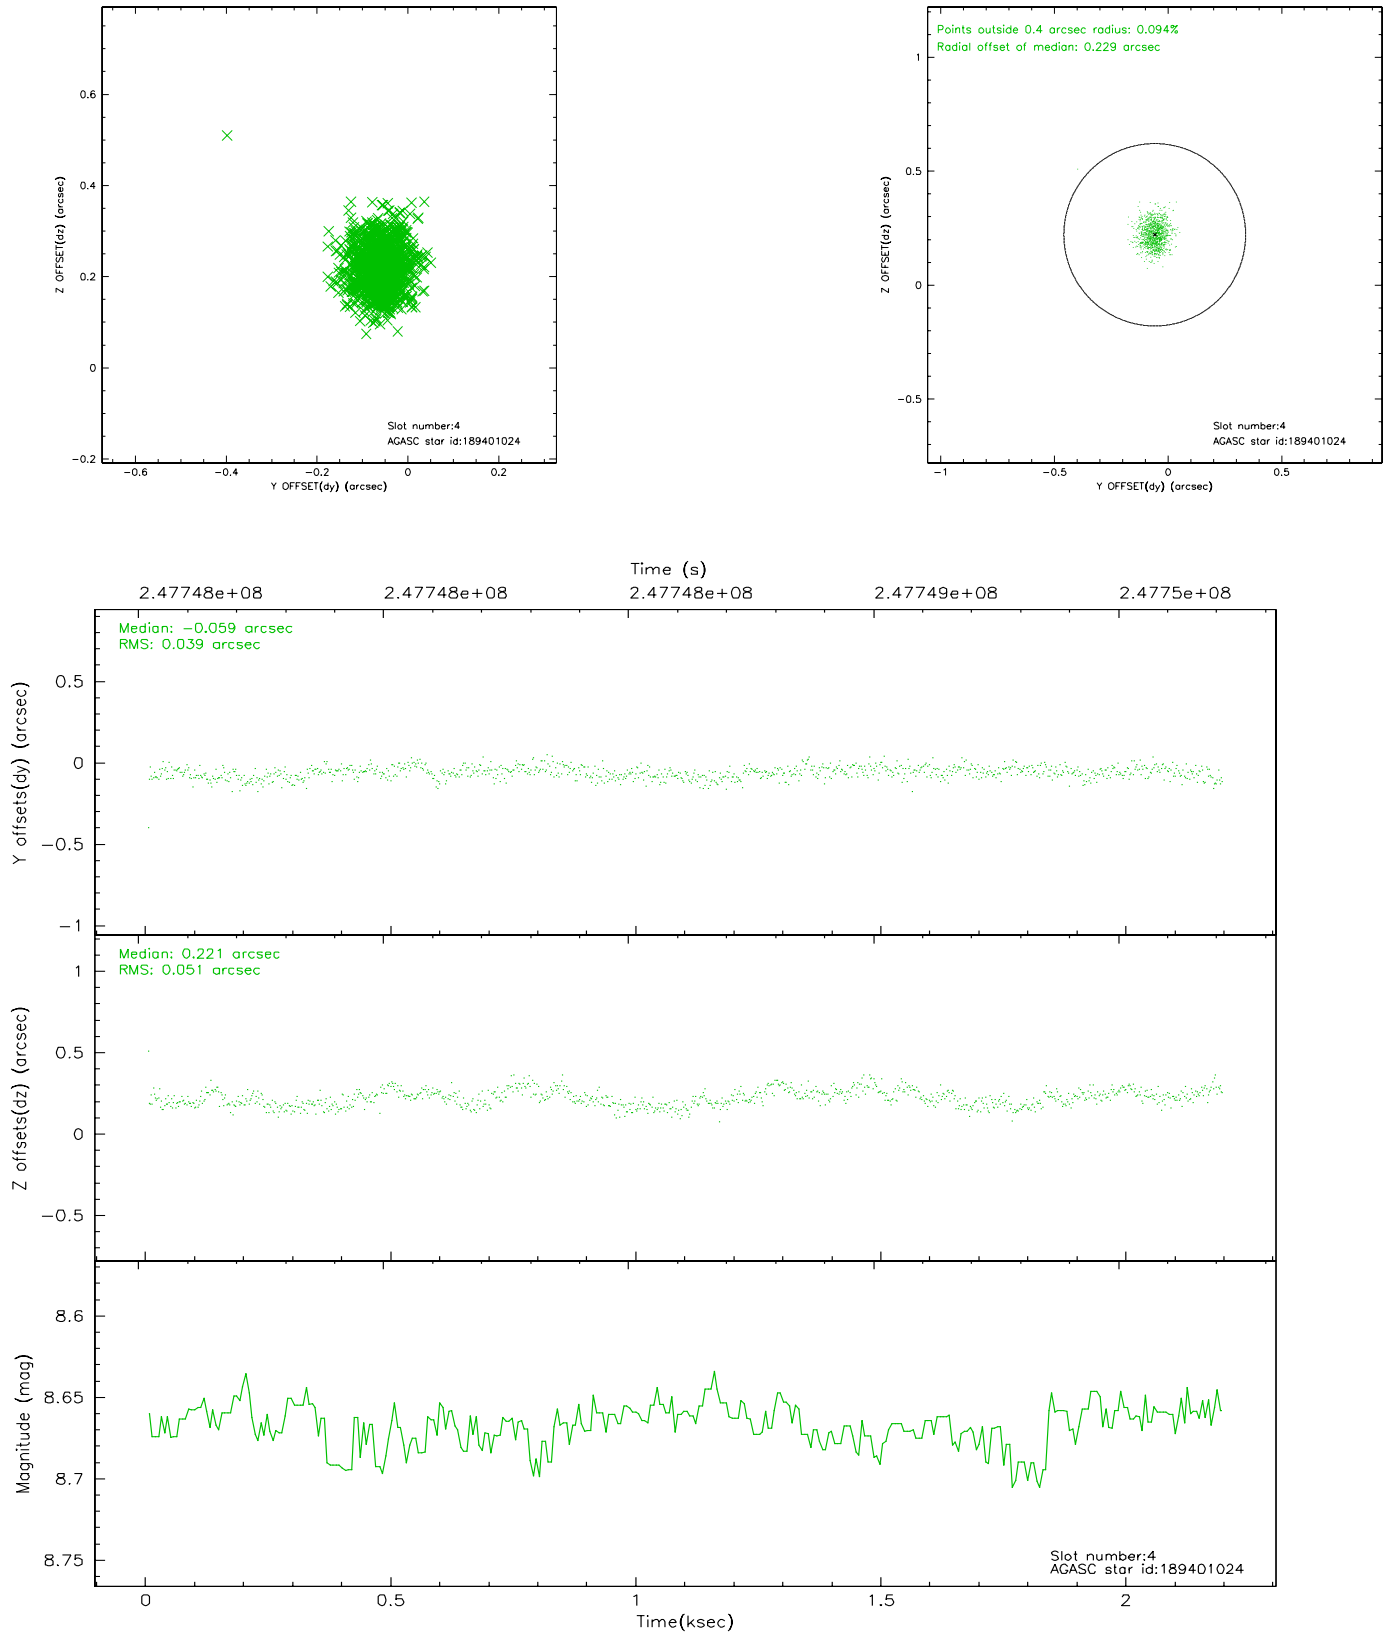 0.6
0.4
0.2
0
−0.2
Z OFFSET(dz) (arcsec)
Slot number:4
AGASC star id:189401024
−0.6 −0.4 −0.2 0 0.2
Y OFFSET(dy) (arcsec)
Points outside 0.4 arcsec radius: 0.094%
Radial offset of median: 0.229 arcsec
1
0.5
0
−0.5
Z OFFSET(dz) (arcsec)
Slot number:4
AGASC star id:189401024
−1 −0.5 0 0.5
Y OFFSET(dy) (arcsec)
Time (s)
2.47748e+08 2.47748e+08 2.47748e+08 2.47749e+08 2.4775e+08
Median: −0.059 arcsec
RMS: 0.039 arcsec
0.5
0
−0.5
−1
Y offsets(dy) (arcsec)
Median: 0.221 arcsec
RMS: 0.051 arcsec
1
0.5
0
−0.5
Z offsets(dz) (arcsec)
8.6
8.65
8.7
8.75
Magnitude (mag)
Slot number:4
AGASC star id:189401024
0 0.5 1 1.5 2
Time(ksec)